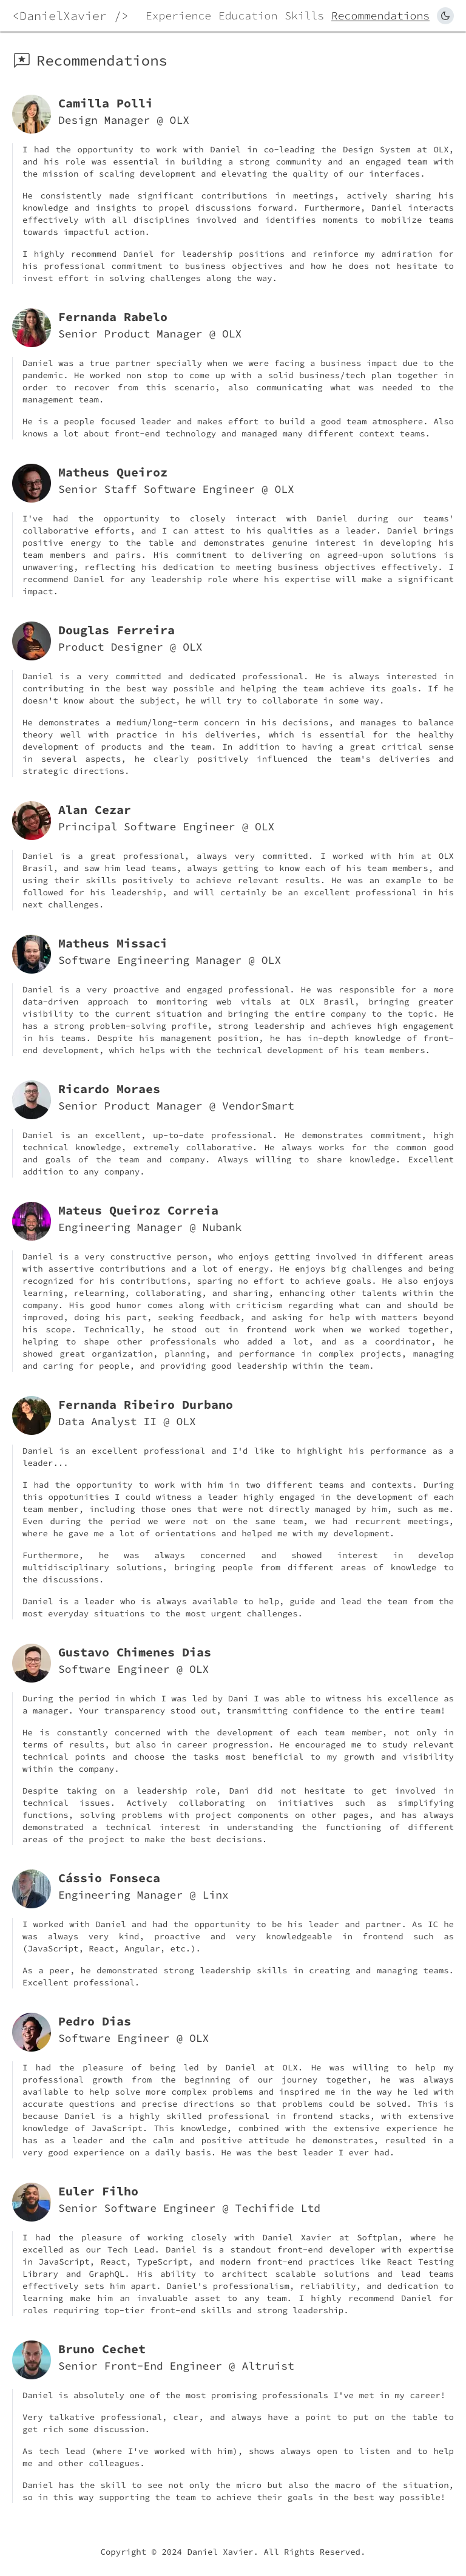 <DanielXavier />
Experience Education Skills Recommendations
Recommendations
Camilla Polli
Design Manager @ OLX
I had the opportunity to work with Daniel in co-leading the Design System at OLX,
and his role was essential in building a strong community and an engaged team with
the mission of scaling development and elevating the quality of our interfaces.
He consistently made significant contributions in meetings, actively sharing his
knowledge and insights to propel discussions forward. Furthermore, Daniel interacts
effectively with all disciplines involved and identifies moments to mobilize teams
towards impactful action.
I highly recommend Daniel for leadership positions and reinforce my admiration for
his professional commitment to business objectives and how he does not hesitate to
invest effort in solving challenges along the way.
Fernanda Rabelo
Senior Product Manager @ OLX
Daniel was a true partner specially when we were facing a business impact due to the
pandemic. He worked non stop to come up with a solid business/tech plan together in
order to recover from this scenario, also communicating what was needed to the
management team.
He is a people focused leader and makes effort to build a good team atmosphere. Also
knows a lot about front-end technology and managed many different context teams.
Matheus Queiroz
Senior Staff Software Engineer @ OLX
I've had the opportunity to closely interact with Daniel during our teams'
collaborative efforts, and I can attest to his qualities as a leader. Daniel brings
positive energy to the table and demonstrates genuine interest in developing his
team members and pairs. His commitment to delivering on agreed-upon solutions is
unwavering, reflecting his dedication to meeting business objectives effectively. I
recommend Daniel for any leadership role where his expertise will make a significant
impact.
Douglas Ferreira
Product Designer @ OLX
Daniel is a very committed and dedicated professional. He is always interested in
contributing in the best way possible and helping the team achieve its goals. If he
doesn't know about the subject, he will try to collaborate in some way.
He demonstrates a medium/long-term concern in his decisions, and manages to balance
theory well with practice in his deliveries, which is essential for the healthy
development of products and the team. In addition to having a great critical sense
in several aspects, he clearly positively influenced the team's deliveries and
strategic directions.
Alan Cezar
Principal Software Engineer @ OLX
Daniel is a great professional, always very committed. I worked with him at OLX
Brasil, and saw him lead teams, always getting to know each of his team members, and
using their skills positively to achieve relevant results. He was an example to be
followed for his leadership, and will certainly be an excellent professional in his
next challenges.
Matheus Missaci
Software Engineering Manager @ OLX
Daniel is a very proactive and engaged professional. He was responsible for a more
data-driven approach to monitoring web vitals at OLX Brasil, bringing greater
visibility to the current situation and bringing the entire company to the topic. He
has a strong problem-solving profile, strong leadership and achieves high engagement
in his teams. Despite his management position, he has in-depth knowledge of front-
end development, which helps with the technical development of his team members.
Ricardo Moraes
Senior Product Manager @ VendorSmart
Daniel is an excellent, up-to-date professional. He demonstrates commitment, high
technical knowledge, extremely collaborative. He always works for the common good
and goals of the team and company. Always willing to share knowledge. Excellent
addition to any company.
Mateus Queiroz Correia
Engineering Manager @ Nubank
Daniel is a very constructive person, who enjoys getting involved in different areas
with assertive contributions and a lot of energy. He enjoys big challenges and being
recognized for his contributions, sparing no effort to achieve goals. He also enjoys
learning, relearning, collaborating, and sharing, enhancing other talents within the
company. His good humor comes along with criticism regarding what can and should be
improved, doing his part, seeking feedback, and asking for help with matters beyond
his scope. Technically, he stood out in frontend work when we worked together,
helping to shape other professionals who added a lot, and as a coordinator, he
showed great organization, planning, and performance in complex projects, managing
and caring for people, and providing good leadership within the team.
Fernanda Ribeiro Durbano
Data Analyst II @ OLX
Daniel is an excellent professional and I'd like to highlight his performance as a
leader...
I had the opportunity to work with him in two different teams and contexts. During
this oppotunities I could witness a leader highly engaged in the development of each
team member, including those ones that were not directly managed by him, such as me.
Even during the period we were not on the same team, we had recurrent meetings,
where he gave me a lot of orientations and helped me with my development.
Furthermore, he was always concerned and showed interest in develop
multidisciplinary solutions, bringing people from different areas of knowledge to
the discussions.
Daniel is a leader who is always available to help, guide and lead the team from the
most everyday situations to the most urgent challenges.
Gustavo Chimenes Dias
Software Engineer @ OLX
During the period in which I was led by Dani I was able to witness his excellence as
a manager. Your transparency stood out, transmitting confidence to the entire team!
He is constantly concerned with the development of each team member, not only in
terms of results, but also in career progression. He encouraged me to study relevant
technical points and choose the tasks most beneficial to my growth and visibility
within the company.
Despite taking on a leadership role, Dani did not hesitate to get involved in
technical issues. Actively collaborating on initiatives such as simplifying
functions, solving problems with project components on other pages, and has always
demonstrated a technical interest in understanding the functioning of different
areas of the project to make the best decisions.
Cássio Fonseca
Engineering Manager @ Linx
I worked with Daniel and had the opportunity to be his leader and partner. As IC he
was always very kind, proactive and very knowledgeable in frontend such as
(JavaScript, React, Angular, etc.).
As a peer, he demonstrated strong leadership skills in creating and managing teams.
Excellent professional.
Pedro Dias
Software Engineer @ OLX
I had the pleasure of being led by Daniel at OLX. He was willing to help my
professional growth from the beginning of our journey together, he was always
available to help solve more complex problems and inspired me in the way he led with
accurate questions and precise directions so that problems could be solved. This is
because Daniel is a highly skilled professional in frontend stacks, with extensive
knowledge of JavaScript. This knowledge, combined with the extensive experience he
has as a leader and the calm and positive attitude he demonstrates, resulted in a
very good experience on a daily basis. He was the best leader I ever had.
Euler Filho
Senior Software Engineer @ Techifide Ltd
I had the pleasure of working closely with Daniel Xavier at Softplan, where he
excelled as our Tech Lead. Daniel is a standout front-end developer with expertise
in JavaScript, React, TypeScript, and modern front-end practices like React Testing
Library and GraphQL. His ability to architect scalable solutions and lead teams
effectively sets him apart. Daniel's professionalism, reliability, and dedication to
learning make him an invaluable asset to any team. I highly recommend Daniel for
roles requiring top-tier front-end skills and strong leadership.
Bruno Cechet
Senior Front-End Engineer @ Altruist
Daniel is absolutely one of the most promising professionals I've met in my career!
Very talkative professional, clear, and always have a point to put on the table to
get rich some discussion.
As tech lead (where I've worked with him), shows always open to listen and to help
me and other colleagues.
Daniel has the skill to see not only the micro but also the macro of the situation,
so in this way supporting the team to achieve their goals in the best way possible!
Copyright © 2024 Daniel Xavier. All Rights Reserved.